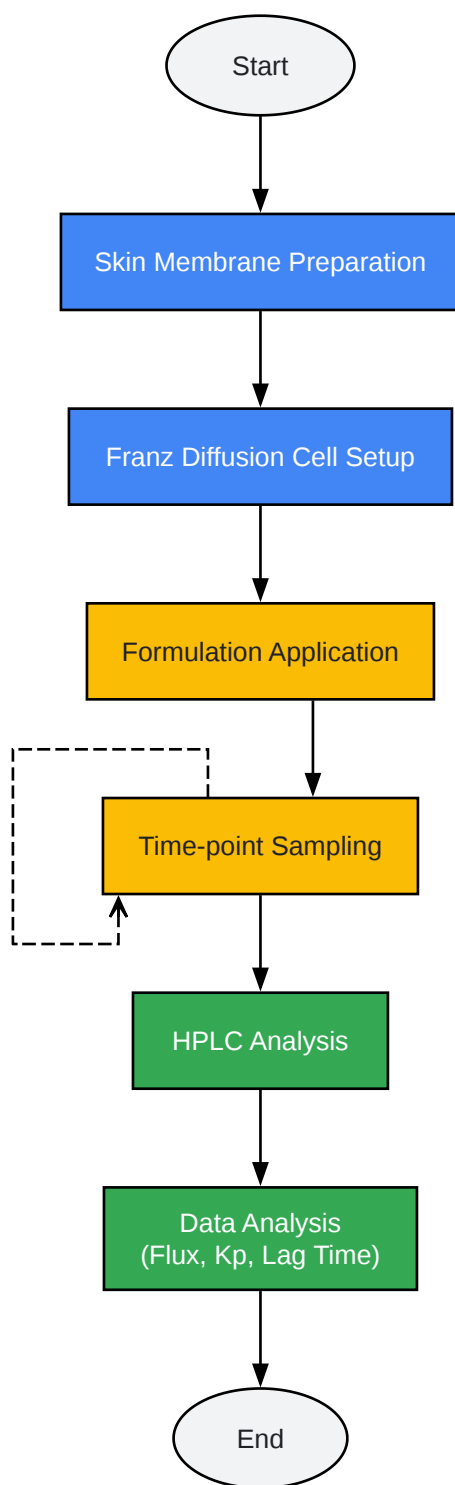 Start
Skin Membrane Preparation
Franz Diffusion Cell Setup
Formulation Application
Time-point Sampling
HPLC Analysis
Data Analysis
(Flux, Kp, Lag Time)
End